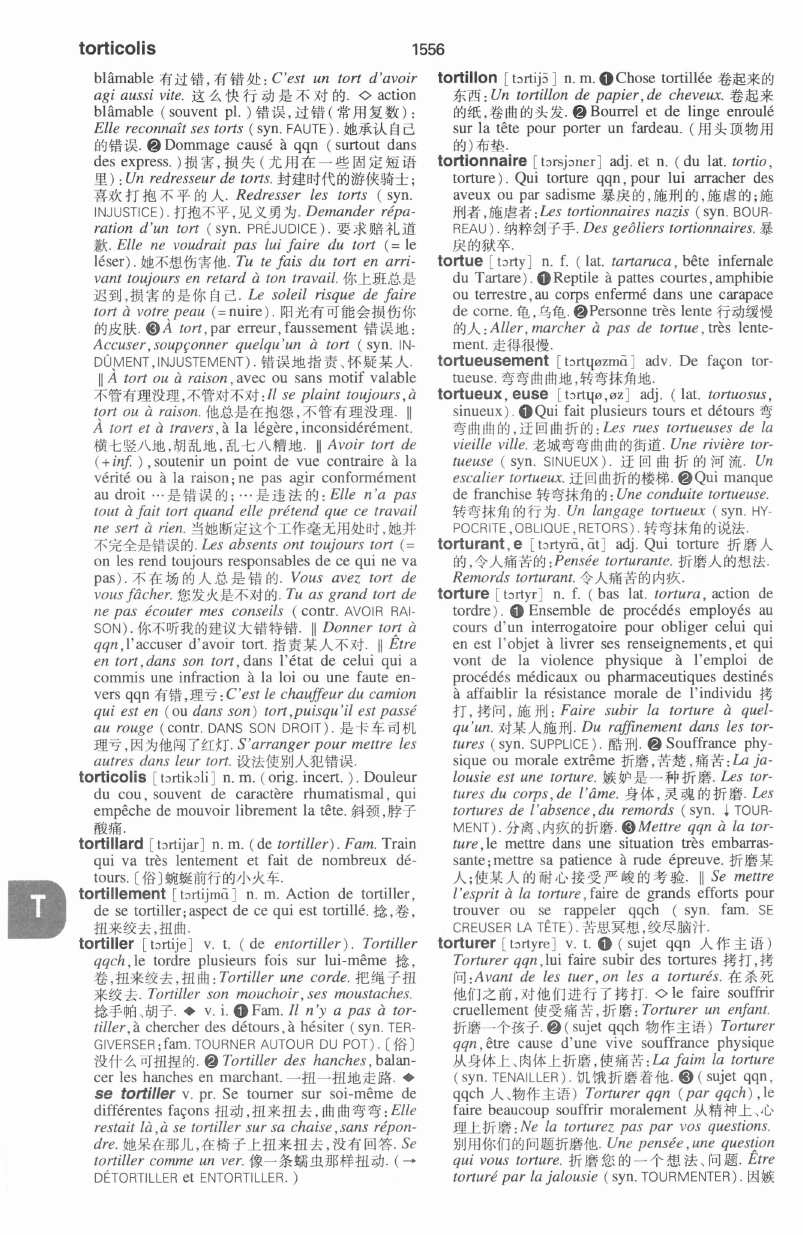 torticolis
1556
blâmable 有过错,有错处: C'est un tort d'avoir
agi aussi vite. 这么快行动是不对的. ◇ action
blâmable (souvent pl. ) 错误,过错(常用复数):
Elle reconnaît ses torts (syn. FAUTE). 她承认自己
的错误. ❷ Dommage causé à qqn (surtout dans
des express. )损害,损失(尤用在一些固定短语
里):Un redresseur de torts. 封建时代的游侠骑士;
喜欢打抱不平的人. Redresser les torts (syn.
INJUSTICE). 打抱不平,见义勇为. Demander répa-
ration d'un tort (syn. PRÉJUDICE). 要求赔礼道
歉. Elle ne voudrait pas lui faire du tort (= le
léser). 她不想伤害他. Tu te fais du tort en arri-
vant toujours en retard à ton travail. 你上班总是
迟到,损害的是你自己. Le soleil risque de faire
tort à votre peau (=nuire). 阳光有可能会损伤你
的皮肤. ❸ À tort,par erreur,faussement 错误地:
Accuser,soupçonner quelqu'un à tort (syn. IN-
DÛMENT,INJUSTEMENT). 错误地指责、怀疑某人.
‖ À tort ou à raison,avec ou sans motif valable
不管有理没理,不管对不对:Il se plaint toujours,à
tort ou à raison. 他总是在抱怨,不管有理没理. ‖
À tort et à travers,à la légère,inconsidérément.
横七竖八地,胡乱地,乱七八糟地. ‖ Avoir tort de
(+inf. ),soutenir un point de vue contraire à la
vérité ou à la raison;ne pas agir conformément
au droit …是错误的;…是违法的: Elle n'a pas
tout à fait tort quand elle prétend que ce travail
ne sert à rien. 当她断定这个工作毫无用处时,她并
不完全是错误的. Les absents ont toujours tort (=
on les rend toujours responsables de ce qui ne va
pas). 不在场的人总是错的. Vous avez tort de
vous fâcher. 您发火是不对的. Tu as grand tort de
ne pas écouter mes conseils (contr. AVOIR RAI-
SON). 你不听我的建议大错特错. ‖ Donner tort à
qqn,l'accuser d'avoir tort. 指责某人不对. ‖ Être
en tort,dans son tort,dans l'état de celui qui a
commis une infraction à la loi ou une faute en-
vers qqn 有错,理亏:C'est le chauffeur du camion
qui est en (ou dans son) tort,puisqu'il est passé
au rouge (contr. DANS SON DROIT). 是卡车司机
理亏,因为他闯了红灯. S'arranger pour mettre les
autres dans leur tort. 设法使别人犯错误.
torticolis [tɔrtikɔli] n. m. (orig. incert. ). Douleur
du cou, souvent de caractère rhumatismal, qui
empêche de mouvoir librement la tête. 斜颈,脖子
酸痛.
tortillard [tɔrtijar] n. m. (de tortiller). Fam. Train
qui va très lentement et fait de nombreux dé-
tours. [俗]蜿蜒前行的小火车.
tortillement [tɔrtijmã] n. m. Action de tortiller,
de se tortiller;aspect de ce qui est tortillé. 捻,卷,
扭来绞去,扭曲.
T
tortiller [tɔrtije] v. t. (de entortiller). Tortiller
qqch,le tordre plusieurs fois sur lui-même 捻,
卷,扭来绞去,扭曲:Tortiller une corde. 把绳子扭
来绞去. Tortiller son mouchoir,ses moustaches.
捻手帕、胡子. ◆ v. i. ❶ Fam. Il n'y a pas à tor-
tiller,à chercher des détours,à hésiter (syn. TER-
GIVERSER;fam. TOURNER AUTOUR DU POT). [俗]
没什么可扭捏的. ❷ Tortiller des hanches,balan-
cer les hanches en marchant. 一扭一扭地走路. ◆
se tortiller v. pr. Se tourner sur soi-même de
différentes façons 扭动,扭来扭去,曲曲弯弯:Elle
restait là,à se tortiller sur sa chaise,sans répon-
dre. 她呆在那儿,在椅子上扭来扭去,没有回答. Se
tortiller comme un ver. 像一条蠕虫那样扭动. (→
DÉTORTILLER et ENTORTILLER. )
tortillon [tɔrtijɔ̃] n. m. ❶Chose tortillée 卷起来的
东西:Un tortillon de papier,de cheveux. 卷起来
的纸,卷曲的头发. ❷ Bourrel et de linge enroulé
sur la tête pour porter un fardeau. (用头顶物用
的)布垫.
tortionnaire [tɔrsjɔnɛr] adj. et n. (du lat. tortio,
torture). Qui torture qqn,pour lui arracher des
aveux ou par sadisme 暴戾的,施刑的,施虐的;施
刑者,施虐者:Les tortionnaires nazis (syn. BOUR-
REAU). 纳粹刽子手. Des geôliers tortionnaires. 暴
戾的狱卒.
tortue [tɔrty] n. f. (lat. tartaruca, bête infernale
du Tartare). ❶Reptile à pattes courtes,amphibie
ou terrestre,au corps enfermé dans une carapace
de corne. 龟,乌龟. ❷Personne très lente 行动缓慢
的人:Aller,marcher à pas de tortue,très lente-
ment. 走得很慢.
tortueusement [tɔrtɥøzmã] adv. De façon tor-
tueuse. 弯弯曲曲地,转弯抹角地.
tortueux, euse [tɔrtɥø,øz] adj. (lat. tortuosus,
sinueux). ❶Qui fait plusieurs tours et détours 弯
弯曲曲的,迂回曲折的:Les rues tortueuses de la
vieille ville. 老城弯弯曲曲的街道. Une rivière tor-
tueuse (syn. SINUEUX). 迂回曲折的河流. Un
escalier tortueux. 迂回曲折的楼梯. ❷Qui manque
de franchise 转弯抹角的:Une conduite tortueuse.
转弯抹角的行为. Un langage tortueux (syn. HY-
POCRITE,OBLIQUE,RETORS). 转弯抹角的说法.
torturant,e [tɔrtyrã,ãt] adj. Qui torture 折磨人
的,令人痛苦的:Pensée torturante. 折磨人的想法.
Remords torturant. 令人痛苦的内疚.
torture [tɔrtyr] n. f. (bas lat. tortura, action de
tordre). ❶ Ensemble de procédés employés au
cours d'un interrogatoire pour obliger celui qui
en est l'objet à livrer ses renseignements,et qui
vont de la violence physique à l'emploi de
procédés médicaux ou pharmaceutiques destinés
à affaiblir la résistance morale de l'individu 拷
打,拷问,施刑: Faire subir la torture à quel-
qu'un. 对某人施刑. Du raffinement dans les tor-
tures (syn. SUPPLICE). 酷刑. ❷ Souffrance phy-
sique ou morale extrême 折磨,苦楚,痛苦:La ja-
lousie est une torture. 嫉妒是一种折磨. Les tor-
tures du corps,de l'âme. 身体,灵魂的折磨. Les
tortures de l'absence,du remords (syn. ↓ TOUR-
MENT). 分离、内疚的折磨. ❸Mettre qqn à la tor-
ture,le mettre dans une situation très embarras-
sante;mettre sa patience à rude épreuve. 折磨某
人;使某人的耐心接受严峻的考验. ‖ Se mettre
l'esprit à la torture,faire de grands efforts pour
trouver ou se rappeler qqch (syn. fam. SE
CREUSER LA TÊTE). 苦思冥想,绞尽脑汁.
torturer [tɔrtyre] v. t. ❶ (sujet qqn 人作主语)
Torturer qqn,lui faire subir des tortures 拷打,拷
问:Avant de les tuer,on les a torturés. 在杀死
他们之前,对他们进行了拷打. ◇le faire souffrir
cruellement 使受痛苦,折磨:Torturer un enfant.
折磨一个孩子. ❷(sujet qqch 物作主语) Torturer
qqn,être cause d'une vive souffrance physique
从身体上、肉体上折磨,使痛苦:La faim la torture
(syn. TENAILLER). 饥饿折磨着他. ❸(sujet qqn,
qqch 人、物作主语) Torturer qqn (par qqch),le
faire beaucoup souffrir moralement 从精神上、心
理上折磨:Ne la torturez pas par vos questions.
别用你们的问题折磨他. Une pensée,une question
qui vous torture. 折磨您的一个想法、问题. Être
torturé par la jalousie (syn. TOURMENTER). 因嫉